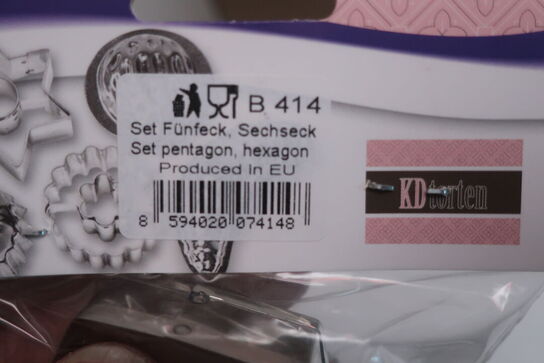 B 414
Set Fünfeck, Sechseck
Set pentagon, hexagon
Produced in EU
8 594020 074148
KDtorten